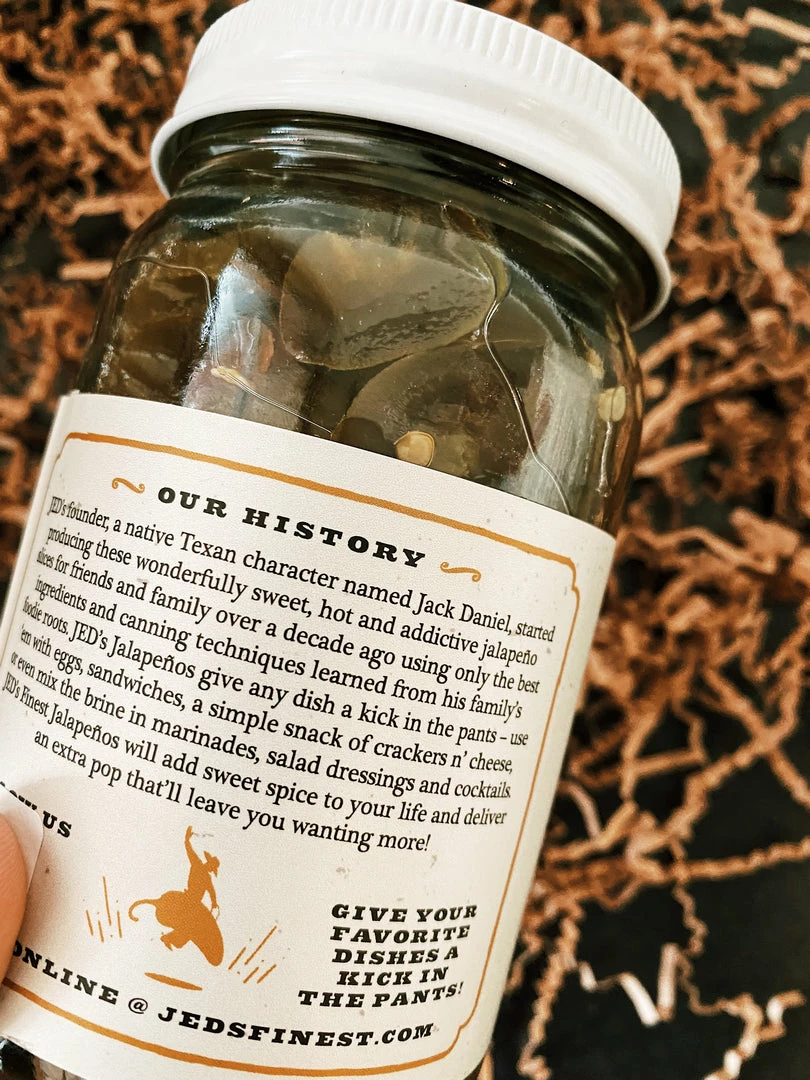 OUR HISTORY
JED's founder, a native Texan character named Jack Daniel, started
producing these wonderfully sweet, hot and addictive jalapeño
slices for friends and family over a decade ago using only the best
ingredients and canning techniques learned from his family's
foodie roots. JED's Jalapeños give any dish a kick in the pants – use
'em with eggs, sandwiches, a simple snack of crackers n' cheese,
or even mix the brine in marinades, salad dressings and cocktails.
JED's Finest Jalapeños will add sweet spice to your life and deliver
an extra pop that'll leave you wanting more!
US
GIVE YOUR
FAVORITE
DISHES A
KICK IN
THE PANTS!
ONLINE @ JEDSFINEST.COM